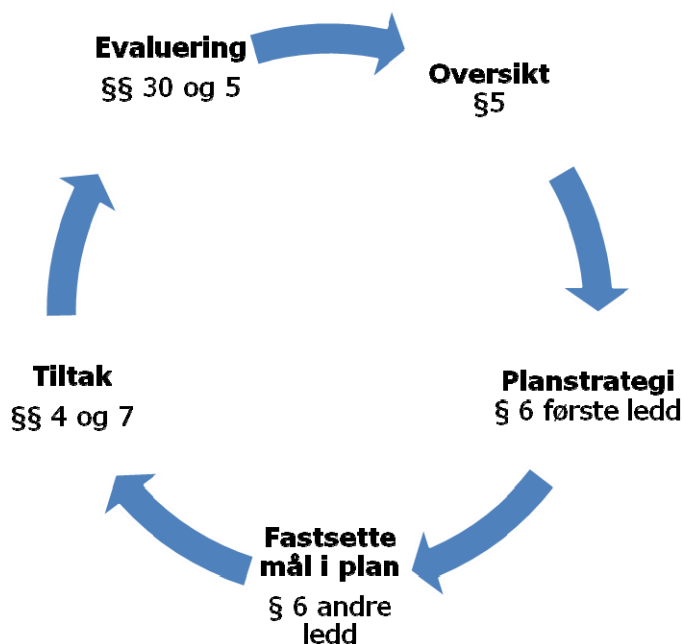 Evaluering
§§ 30 og 5
Oversikt
§5
Planstrategi
§ 6 første ledd
Fastsette
mål i plan
§ 6 andre
ledd
Tiltak
§§ 4 og 7